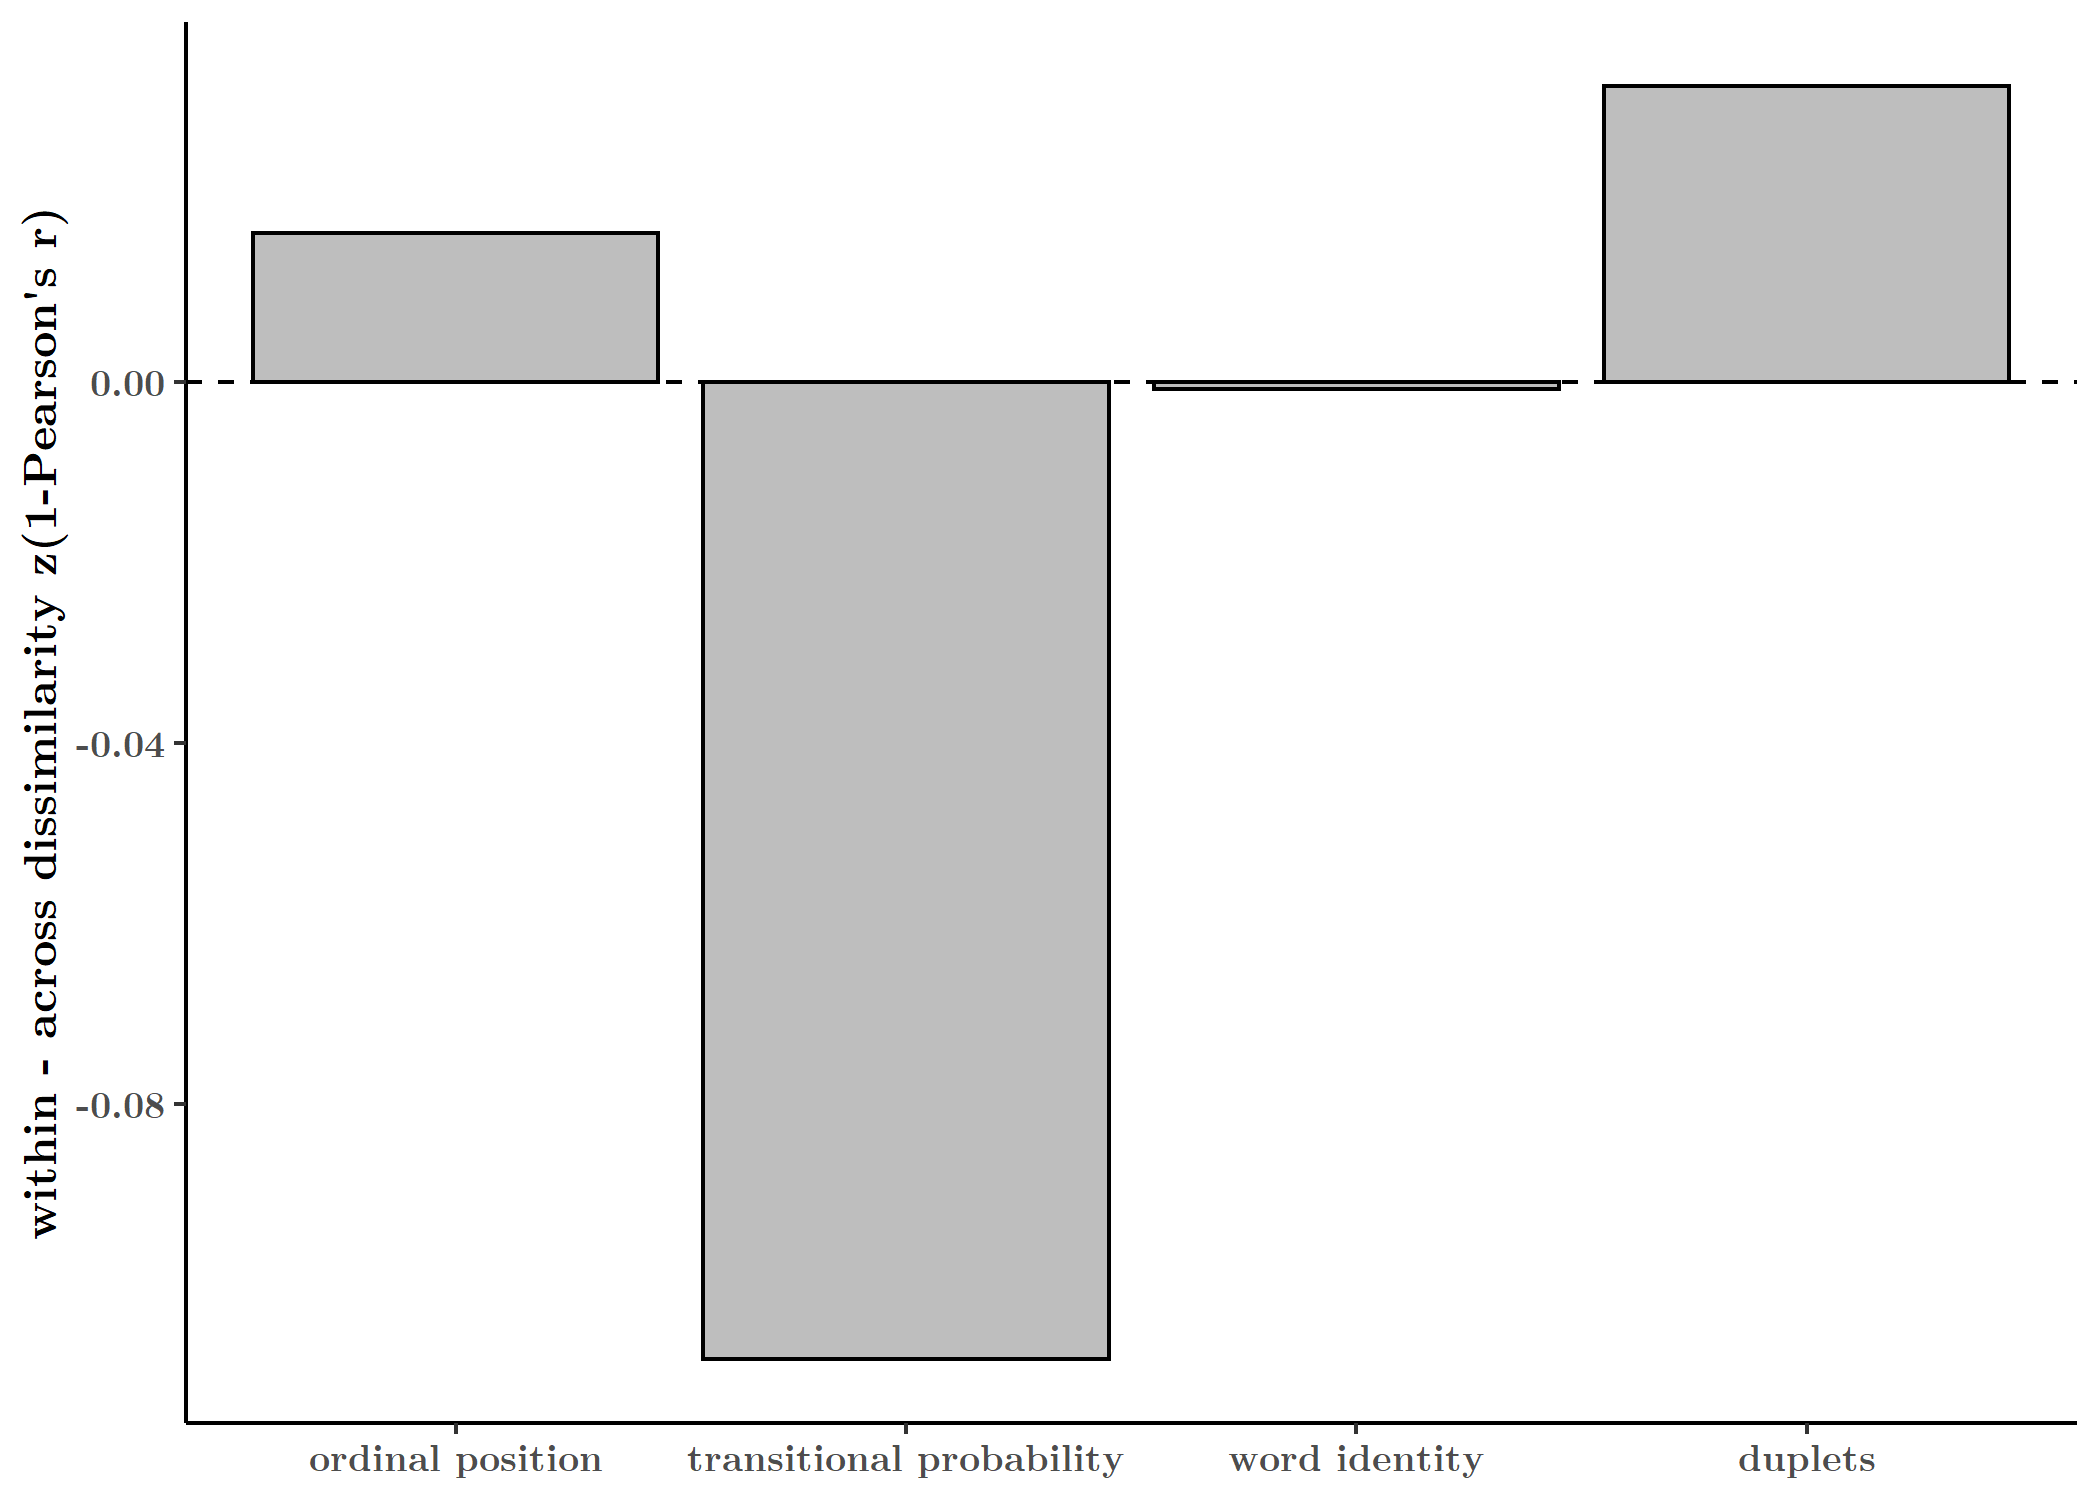 within - across dissimilarity z(1-Pearson's r)
0.00
-0.04
-0.08
ordinal position
transitional probability
word identity
duplets